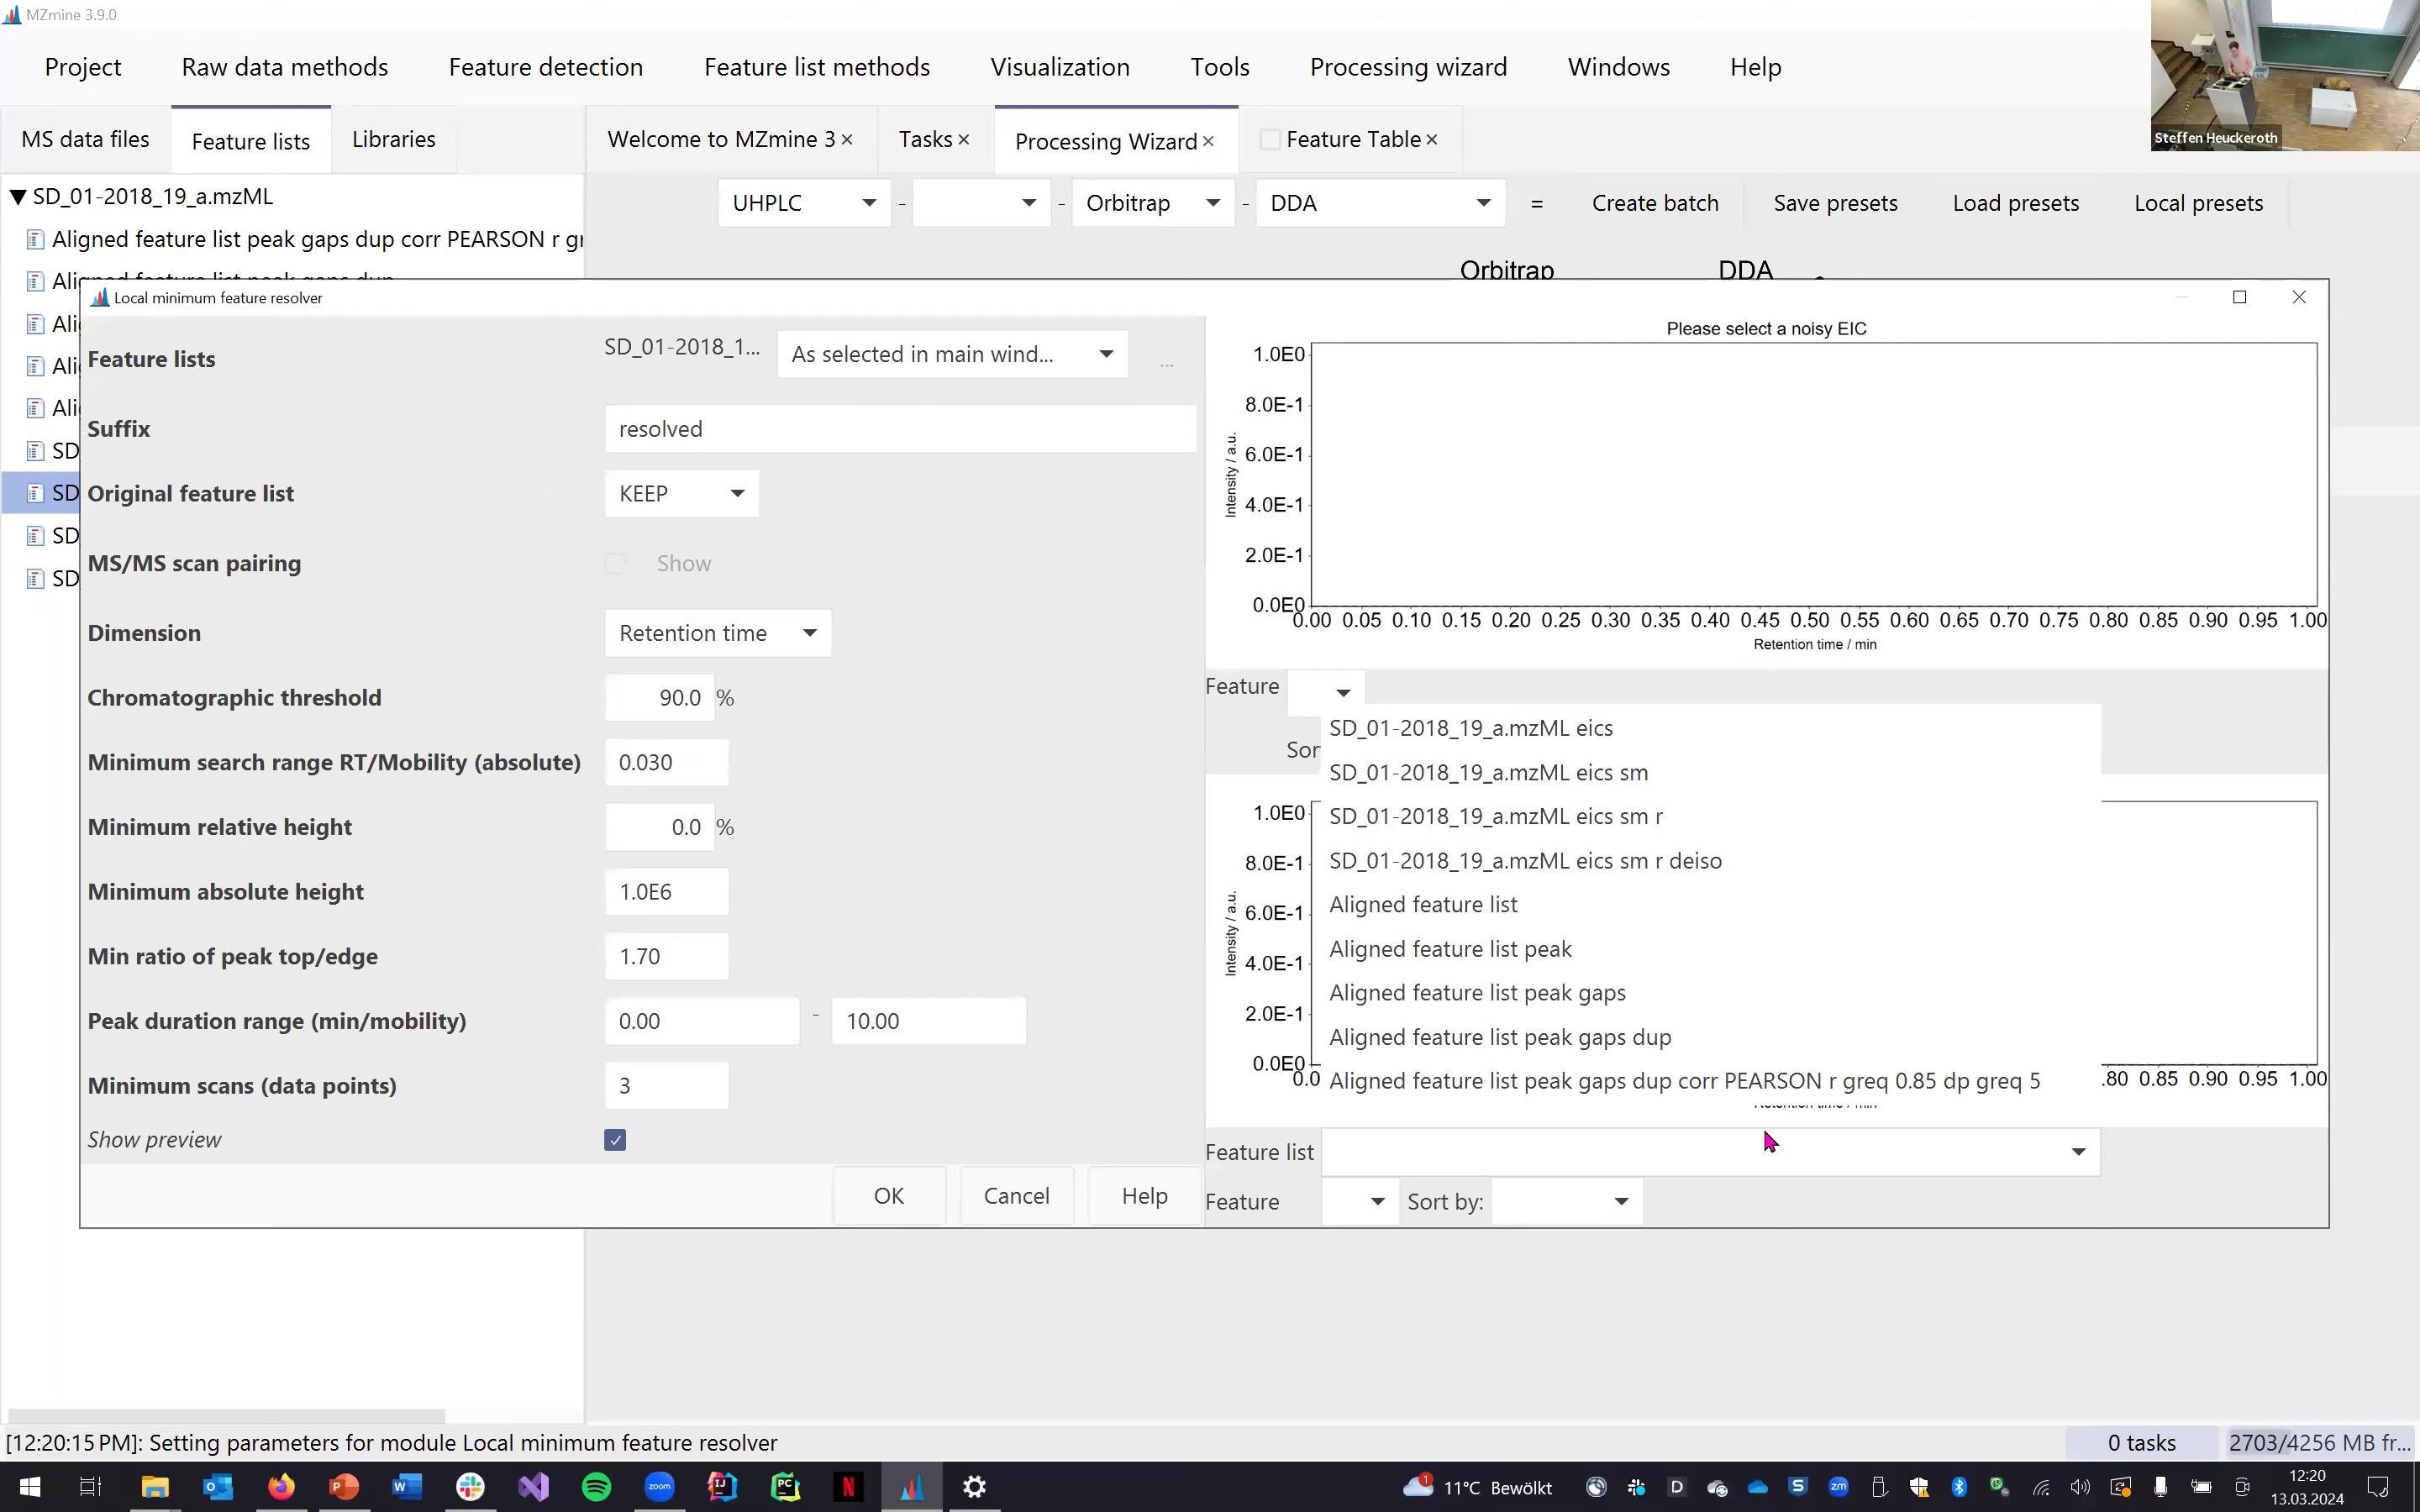 MZmine 3.9.0
Project Raw data methods Feature detection Feature list methods Visualization Tools Processing wizard Windows Help
Steffen Heuckeroth
MS data files Feature lists Libraries Welcome to MZmine 3 × Tasks × Processing Wizard × Feature Table ×
SD_01-2018_19_a.mzML
UHPLC - - Orbitrap - DDA = Create batch Save presets Load presets Local presets
Aligned feature list peak gaps dup corr PEARSON r
Orbitrap DDA
Aligned feature list peak gaps dup
Local minimum feature resolver
Feature lists SD_01-2018_1... As selected in main wind... ...
Suffix resolved
Original feature list KEEP
MS/MS scan pairing Show
Dimension Retention time
Chromatographic threshold 90.0 %
Minimum search range RT/Mobility (absolute) 0.030
Minimum relative height 0.0 %
Minimum absolute height 1.0E6
Min ratio of peak top/edge 1.70
Peak duration range (min/mobility) 0.00 - 10.00
Minimum scans (data points) 3
Show preview
OK Cancel Help
SD
SD
SD
SD
Please select a noisy EIC
1.0E0
8.0E-1
6.0E-1
4.0E-1
2.0E-1
0.0E0
Intensity / a.u.
0.00 0.05 0.10 0.15 0.20 0.25 0.30 0.35 0.40 0.45 0.50 0.55 0.60 0.65 0.70 0.75 0.80 0.85 0.90 0.95 1.00
Retention time / min
Feature
SD_01-2018_19_a.mzML eics
SD_01-2018_19_a.mzML eics sm
SD_01-2018_19_a.mzML eics sm r
SD_01-2018_19_a.mzML eics sm r deiso
Aligned feature list
Aligned feature list peak
Aligned feature list peak gaps
Aligned feature list peak gaps dup
Aligned feature list peak gaps dup corr PEARSON r greq 0.85 dp greq 5
1.0E0
8.0E-1
6.0E-1
4.0E-1
2.0E-1
0.0E0
Intensity / a.u.
0.0 .80 0.85 0.90 0.95 1.00
Retention time / min
Feature list
Feature Sort by:
[12:20:15 PM]: Setting parameters for module Local minimum feature resolver
0 tasks 2703/4256 MB fr...
11°C Bewölkt
12:20
13.03.2024